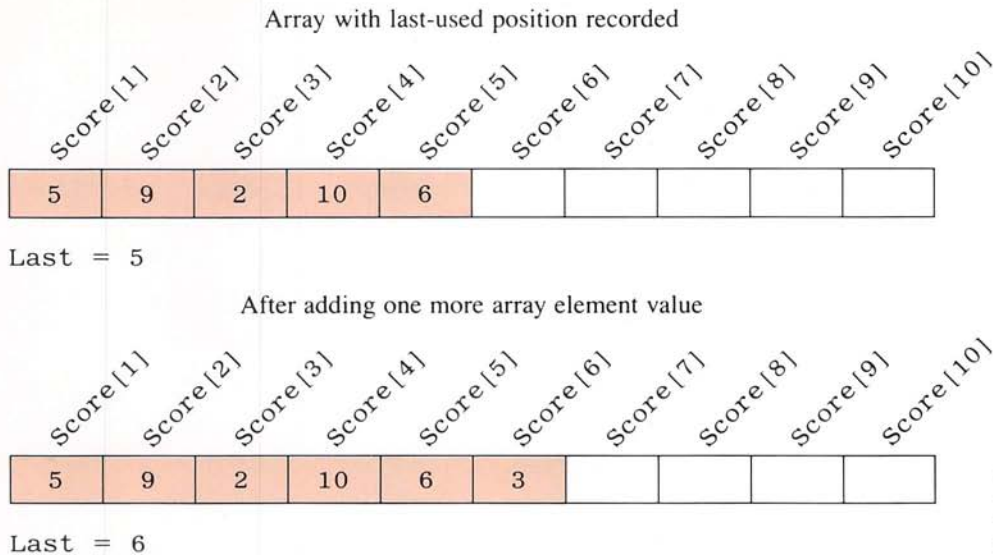 Array with last-used position recorded
Score[1] Score[2] Score[3] Score[4] Score[5] Score[6] Score[7] Score[8] Score[9] Score[10]
5 9 2 10 6
Last = 5
After adding one more array element value
Score[1] Score[2] Score[3] Score[4] Score[5] Score[6] Score[7] Score[8] Score[9] Score[10]
5 9 2 10 6 3
Last = 6